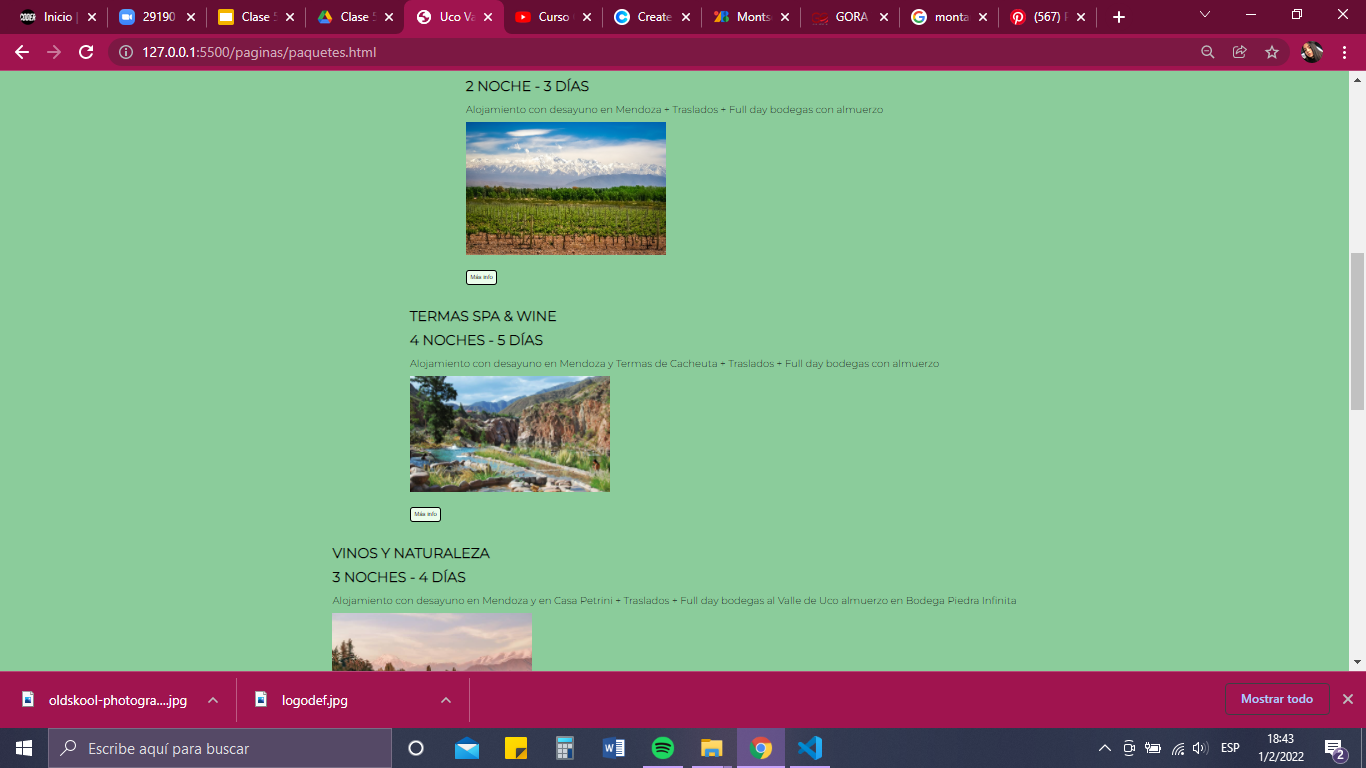 Inicio |
29190
Clase 5
Clase 5
Uco Va
Curso
Create
Monts
GORA
monta
(567) P
127.0.0.1:5500/paginas/paquetes.html
2 NOCHE - 3 DÍAS
Alojamiento con desayuno en Mendoza + Traslados + Full day bodegas con almuerzo
Más info
TERMAS SPA & WINE
4 NOCHES - 5 DÍAS
Alojamiento con desayuno en Mendoza y Termas de Cacheuta + Traslados + Full day bodegas con almuerzo
Más info
VINOS Y NATURALEZA
3 NOCHES - 4 DÍAS
Alojamiento con desayuno en Mendoza y en Casa Petrini + Traslados + Full day bodegas al Valle de Uco almuerzo en Bodega Piedra Infinita
oldskool-photogra....jpg
logodef.jpg
Mostrar todo
Escribe aquí para buscar
ESP
18:43
1/2/2022
2